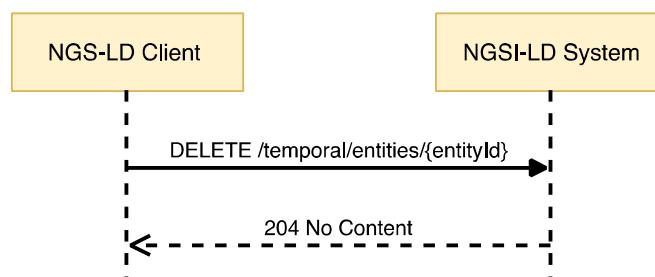 NGS-LD Client
NGSI-LD System
DELETE /temporal/entities/{entityId}
204 No Content